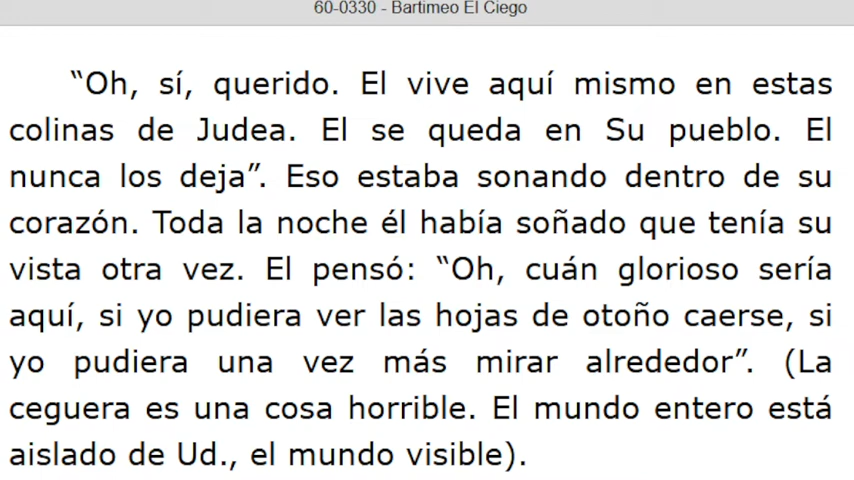 60-0330 - Bartimeo El Ciego
“Oh, sí, querido. El vive aquí mismo en estas
colinas de Judea. El se queda en Su pueblo. El
nunca los deja”. Eso estaba sonando dentro de su
corazón. Toda la noche él había soñado que tenía su
vista otra vez. El pensó: “Oh, cuán glorioso sería
aquí, si yo pudiera ver las hojas de otoño caerse, si
yo pudiera una vez más mirar alrededor”. (La
ceguera es una cosa horrible. El mundo entero está
aislado de Ud., el mundo visible).